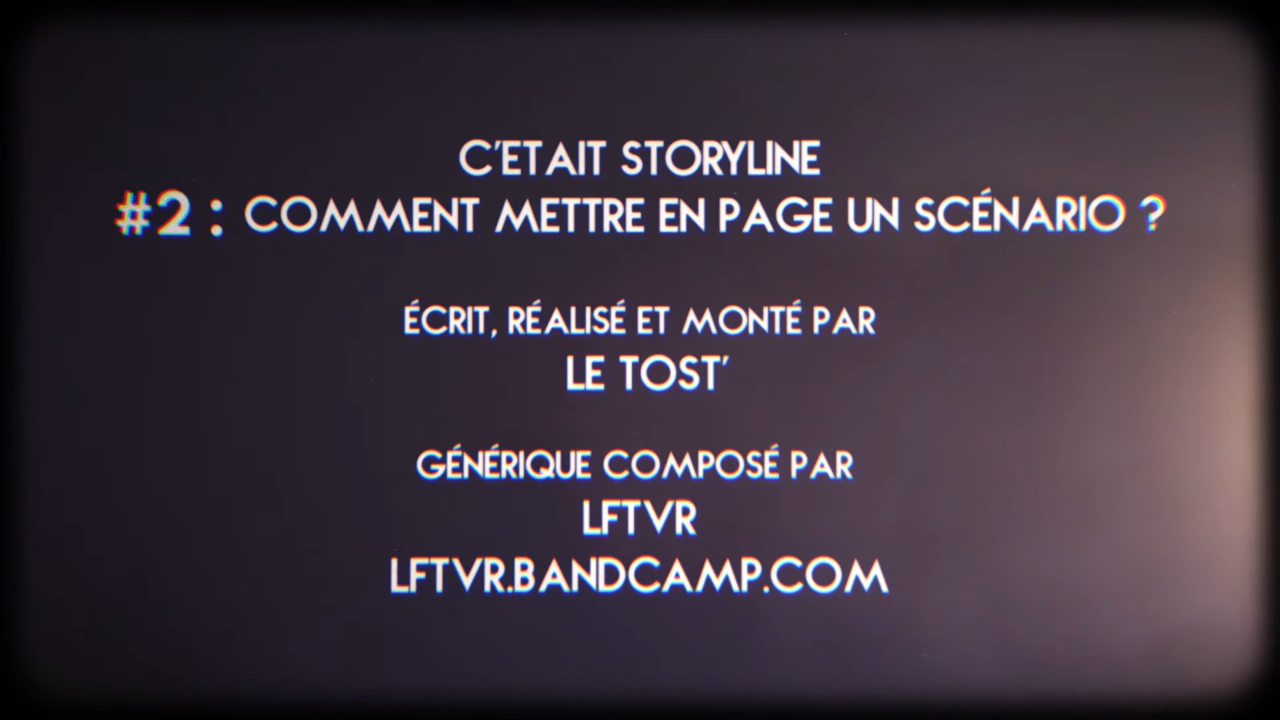 C'ETAIT STORYLINE
#2 : COMMENT METTRE EN PAGE UN SCÉNARIO ?
ÉCRIT, RÉALISÉ ET MONTÉ PAR
LE TOST'
GÉNÉRIQUE COMPOSÉ PAR
LFTVR
LFTVR.BANDCAMP.COM